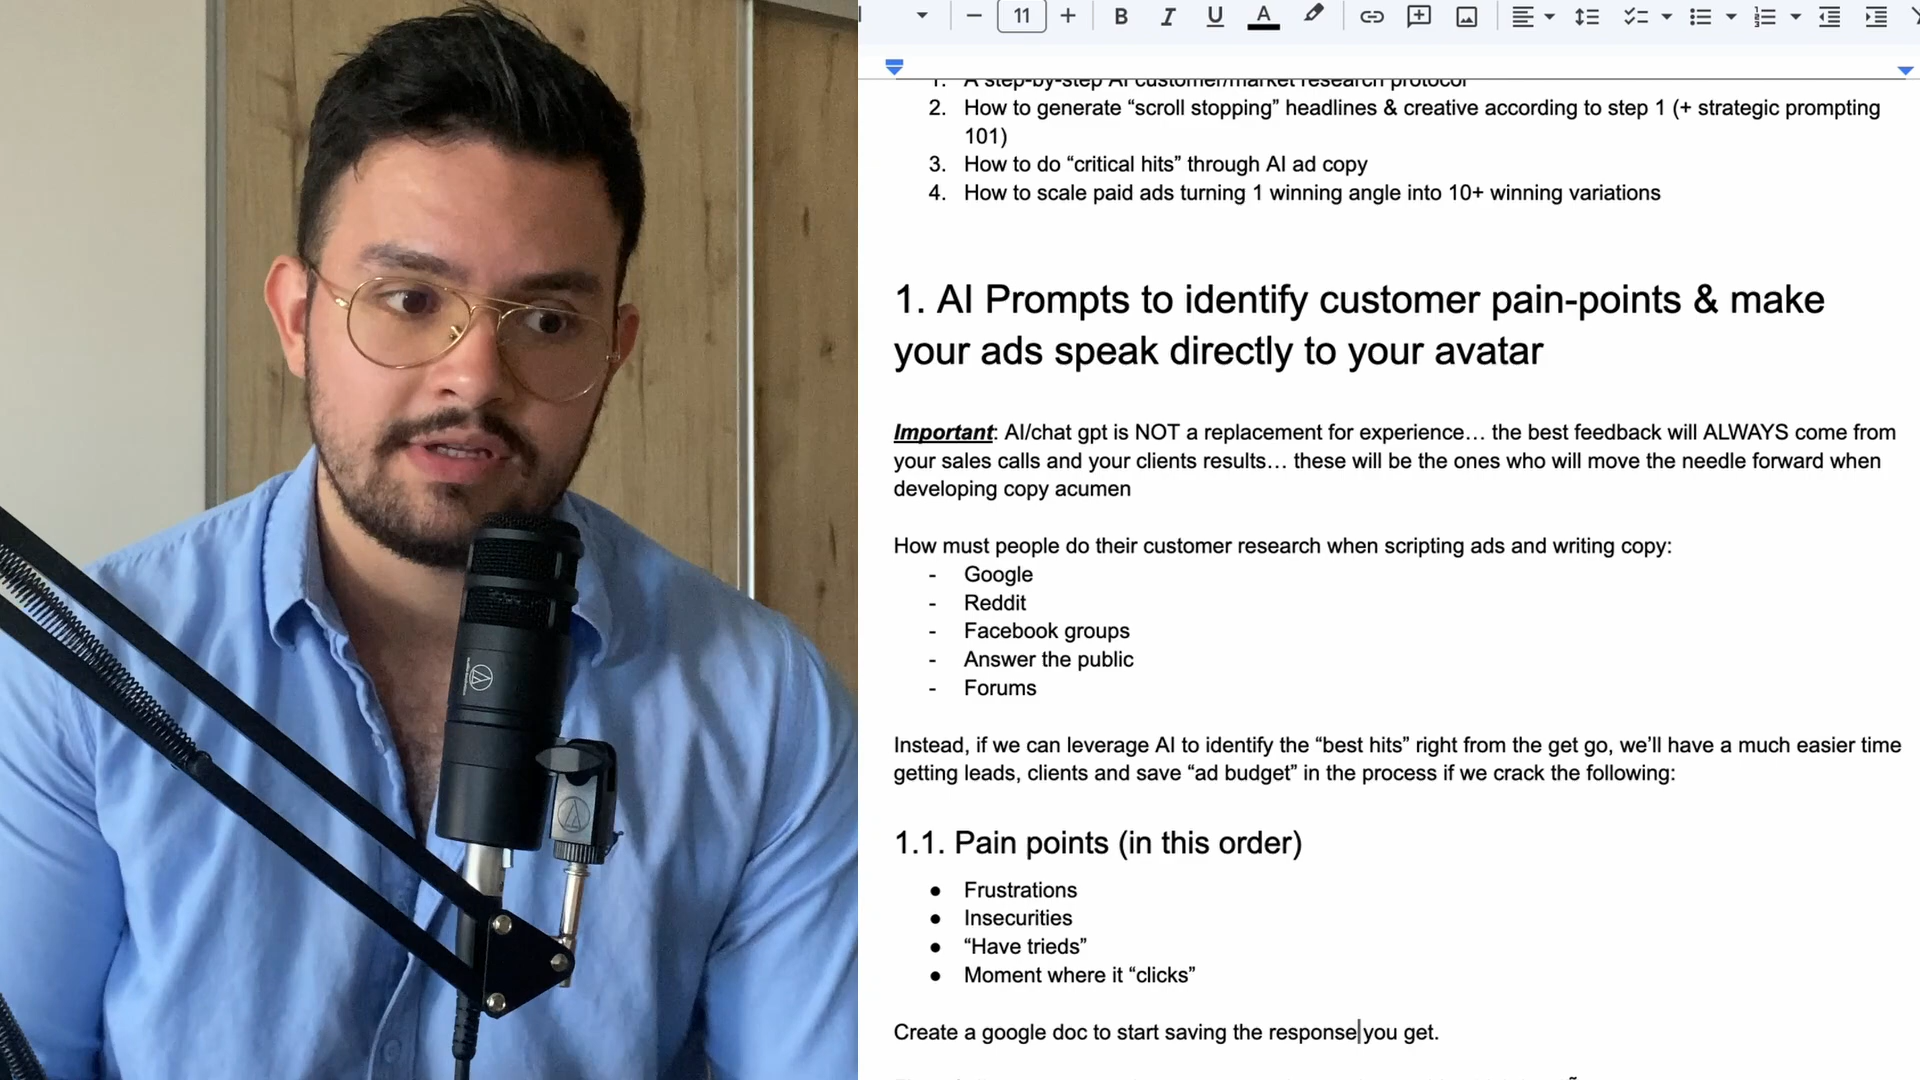 11
B I U A
1. A step-by-step AI customer/market research protocol
2. How to generate “scroll stopping” headlines & creative according to step 1 (+ strategic prompting
101)
3. How to do “critical hits” through AI ad copy
4. How to scale paid ads turning 1 winning angle into 10+ winning variations
1. AI Prompts to identify customer pain-points & make
your ads speak directly to your avatar
Important: AI/chat gpt is NOT a replacement for experience… the best feedback will ALWAYS come from
your sales calls and your clients results… these will be the ones who will move the needle forward when
developing copy acumen
How must people do their customer research when scripting ads and writing copy:
- Google
- Reddit
- Facebook groups
- Answer the public
- Forums
Instead, if we can leverage AI to identify the “best hits” right from the get go, we’ll have a much easier time
getting leads, clients and save “ad budget” in the process if we crack the following:
1.1. Pain points (in this order)
● Frustrations
● Insecurities
● “Have trieds”
● Moment where it “clicks”
Create a google doc to start saving the response you get.